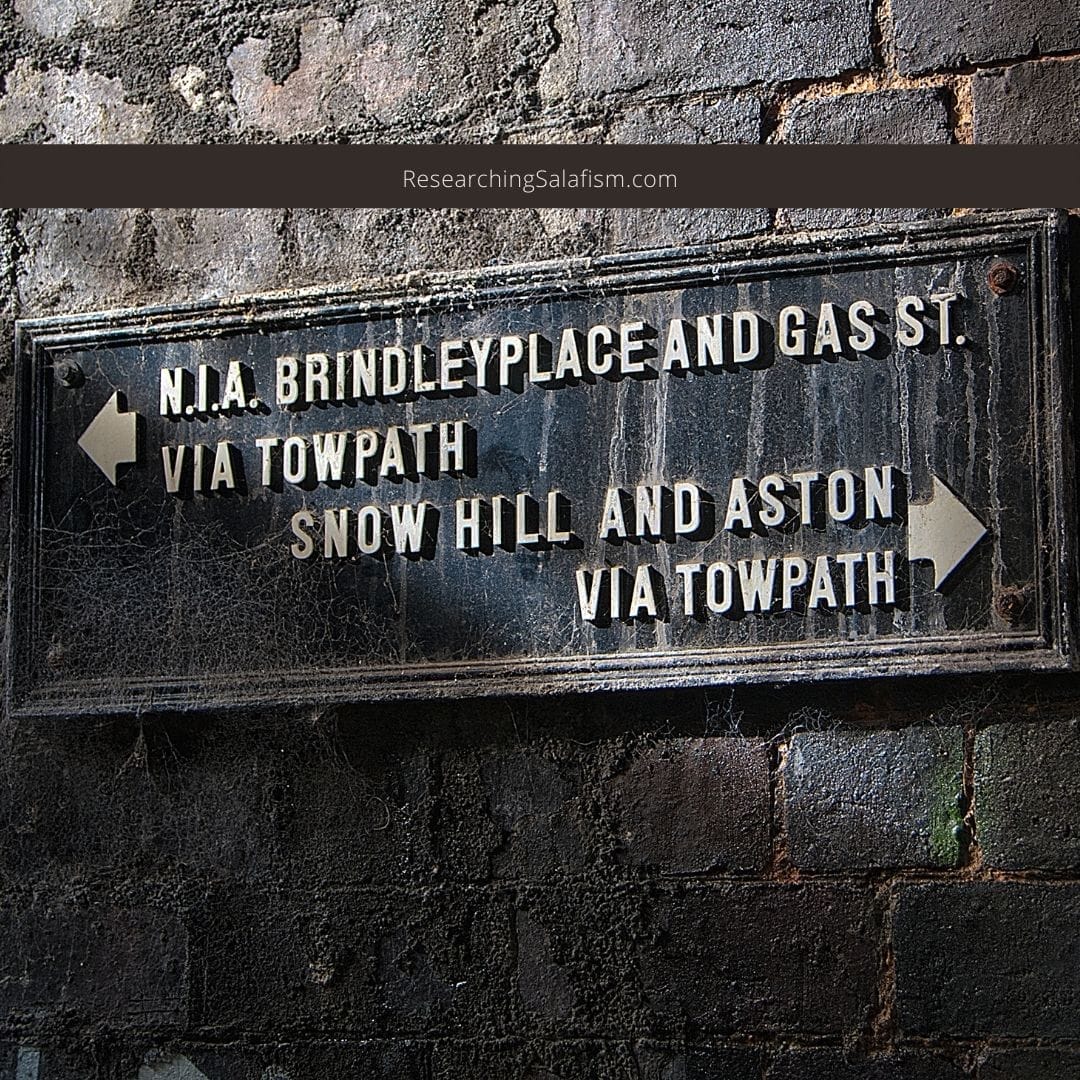 ResearchingSalafism.com
N.I.A. BRINDLEYPLACE AND GAS ST.
VIA TOWPATH
SNOW HILL AND ASTON
VIA TOWPATH